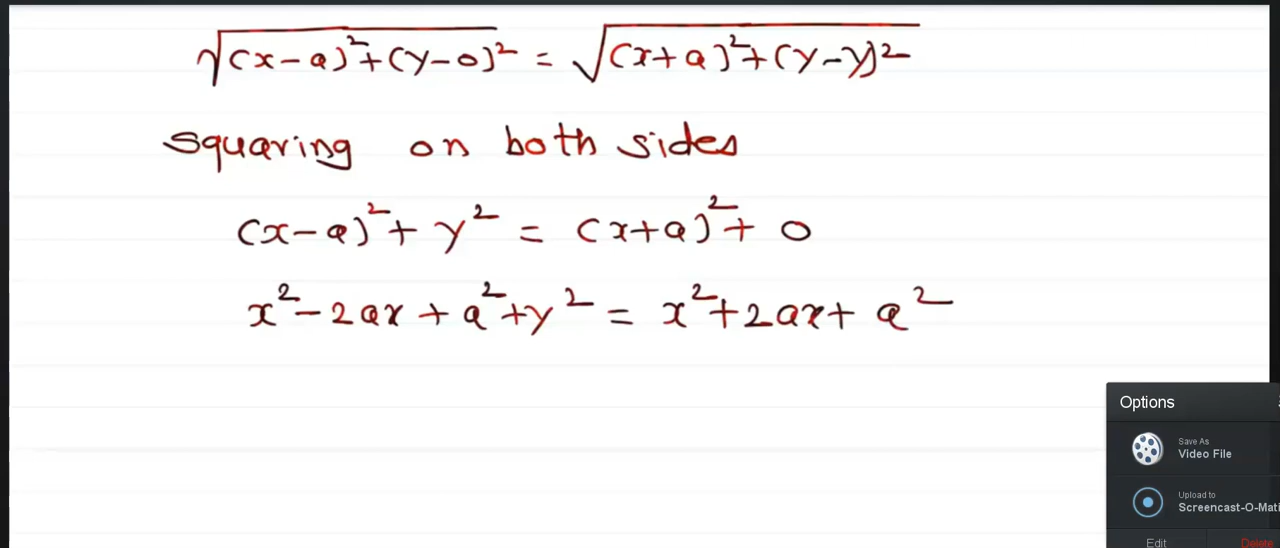 √(x-a)²+(y-0)² = √(x+a)²+(y-y)²
Squaring on both sides
(x-a)²+ y² = (x+a)²+ 0
x²-2ax + a²+y² = x²+2ax+ a²
Options
Save As
Video File
Upload to
Screencast-O-Mati
Edit
Delete